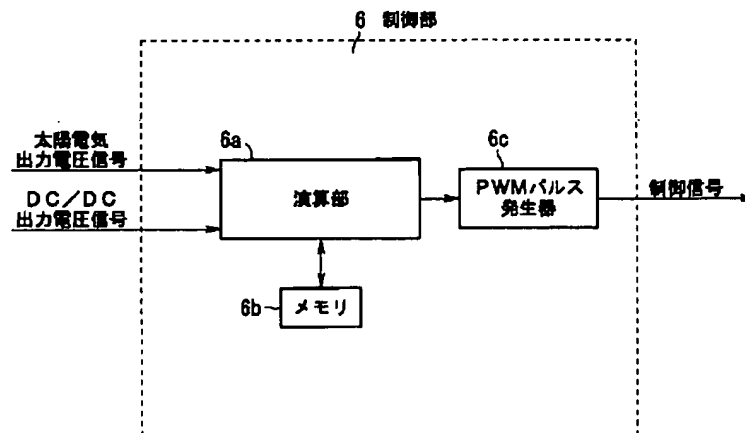 6 制御部
太陽電気
出力電圧信号
6a
6c
DC／DC
出力電圧信号
演算部
PWMパルス
発生器
制御信号
6b
メモリ